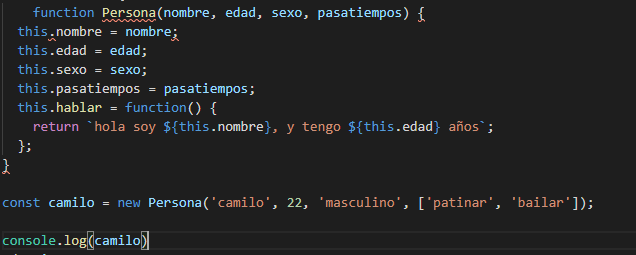 function Persona(nombre, edad, sexo, pasatiempos) {
this.nombre = nombre;
this.edad = edad;
this.sexo = sexo;
this.pasatiempos = pasatiempos;
this.hablar = function() {
return `hola soy ${this.nombre}, y tengo ${this.edad} años`;
};
}
const camilo = new Persona('camilo', 22, 'masculino', ['patinar', 'bailar']);
console.log(camilo)